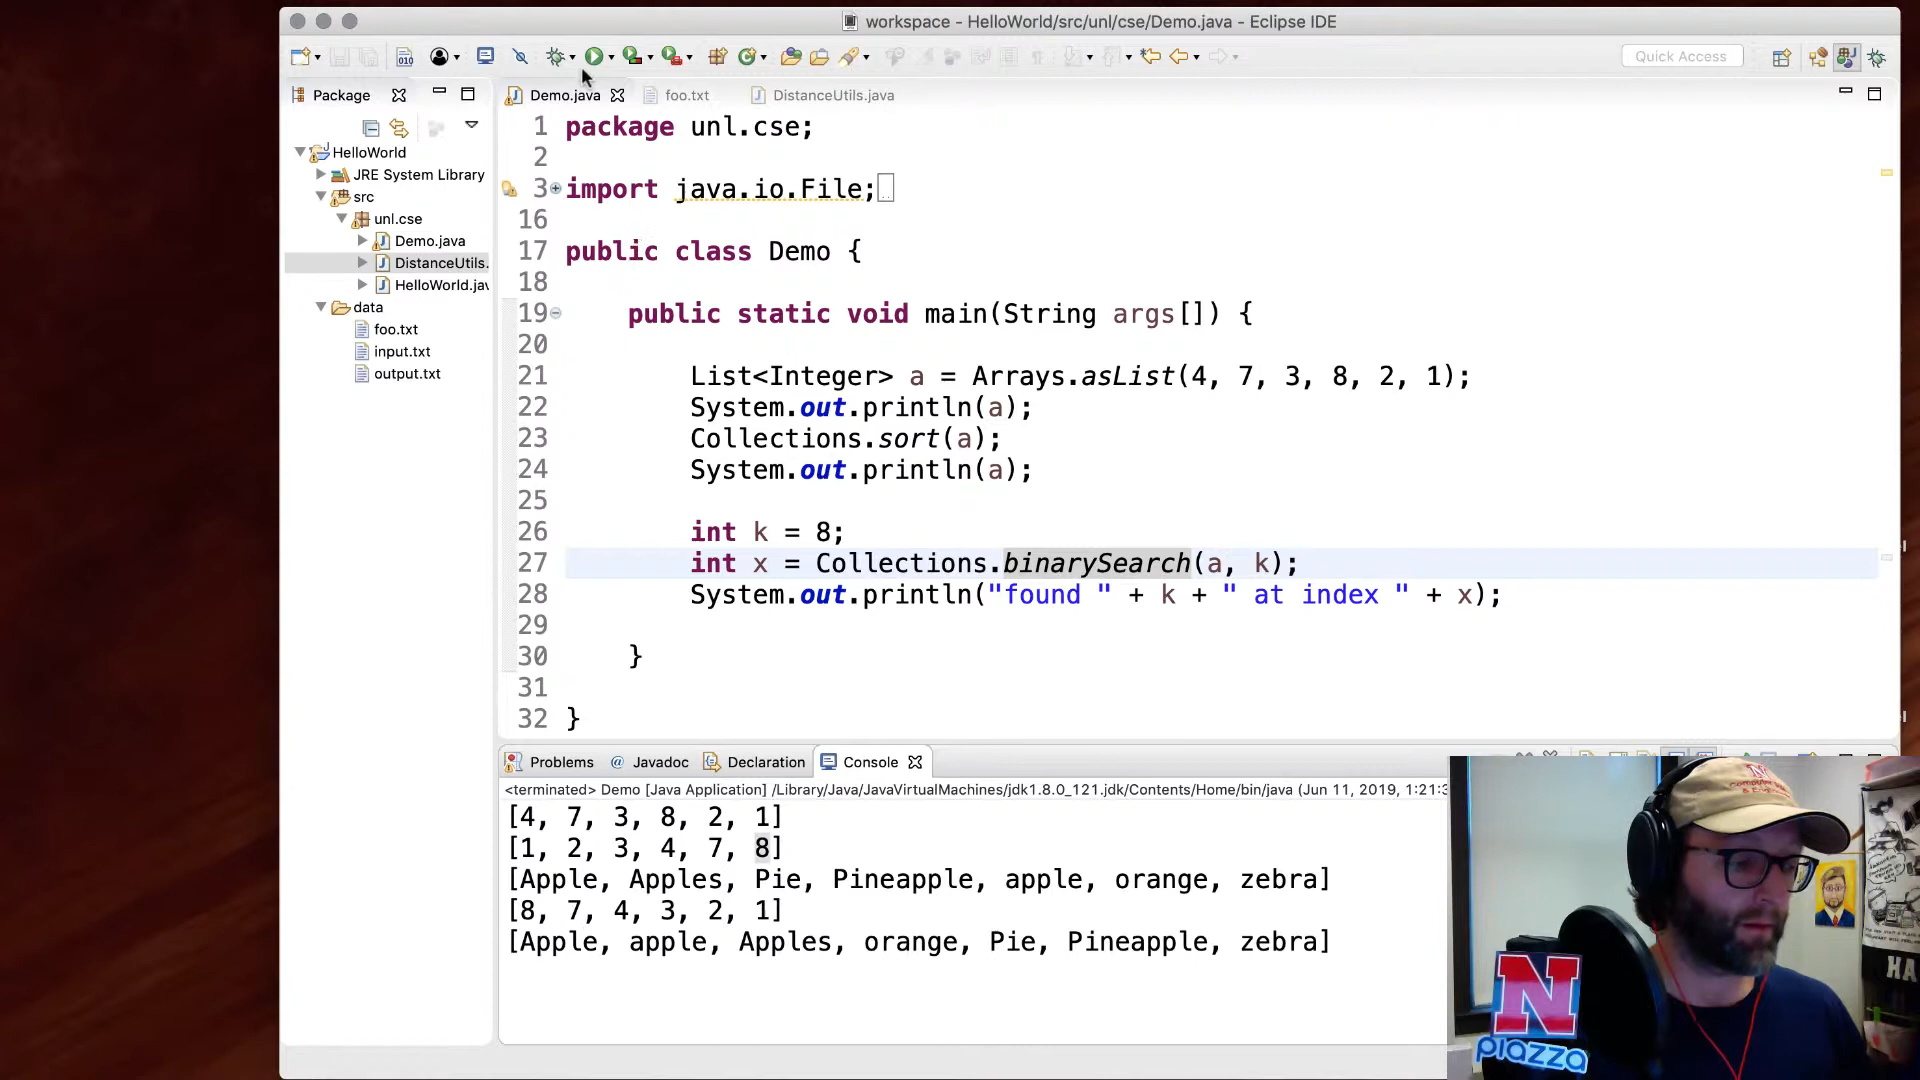 workspace - HelloWorld/src/unl/cse/Demo.java - Eclipse IDE
Quick Access
Package
Demo.java
foo.txt
DistanceUtils.java
HelloWorld
JRE System Library
src
unl.cse
Demo.java
DistanceUtils.
HelloWorld.jav
data
foo.txt
input.txt
output.txt
1 package unl.cse;
2
3 import java.io.File;
16
17 public class Demo {
18
19 public static void main(String args[]) {
20
21 List<Integer> a = Arrays.asList(4, 7, 3, 8, 2, 1);
22 System.out.println(a);
23 Collections.sort(a);
24 System.out.println(a);
25
26 int k = 8;
27 int x = Collections.binarySearch(a, k);
28 System.out.println("found " + k + " at index " + x);
29
30 }
31
32 }
Problems @ Javadoc Declaration Console
<terminated> Demo [Java Application] /Library/Java/JavaVirtualMachines/jdk1.8.0_121.jdk/Contents/Home/bin/java (Jun 11, 2019, 1:21:3
[4, 7, 3, 8, 2, 1]
[1, 2, 3, 4, 7, 8]
[Apple, Apples, Pie, Pineapple, apple, orange, zebra]
[8, 7, 4, 3, 2, 1]
[Apple, apple, Apples, orange, Pie, Pineapple, zebra]
N
piazza
HA